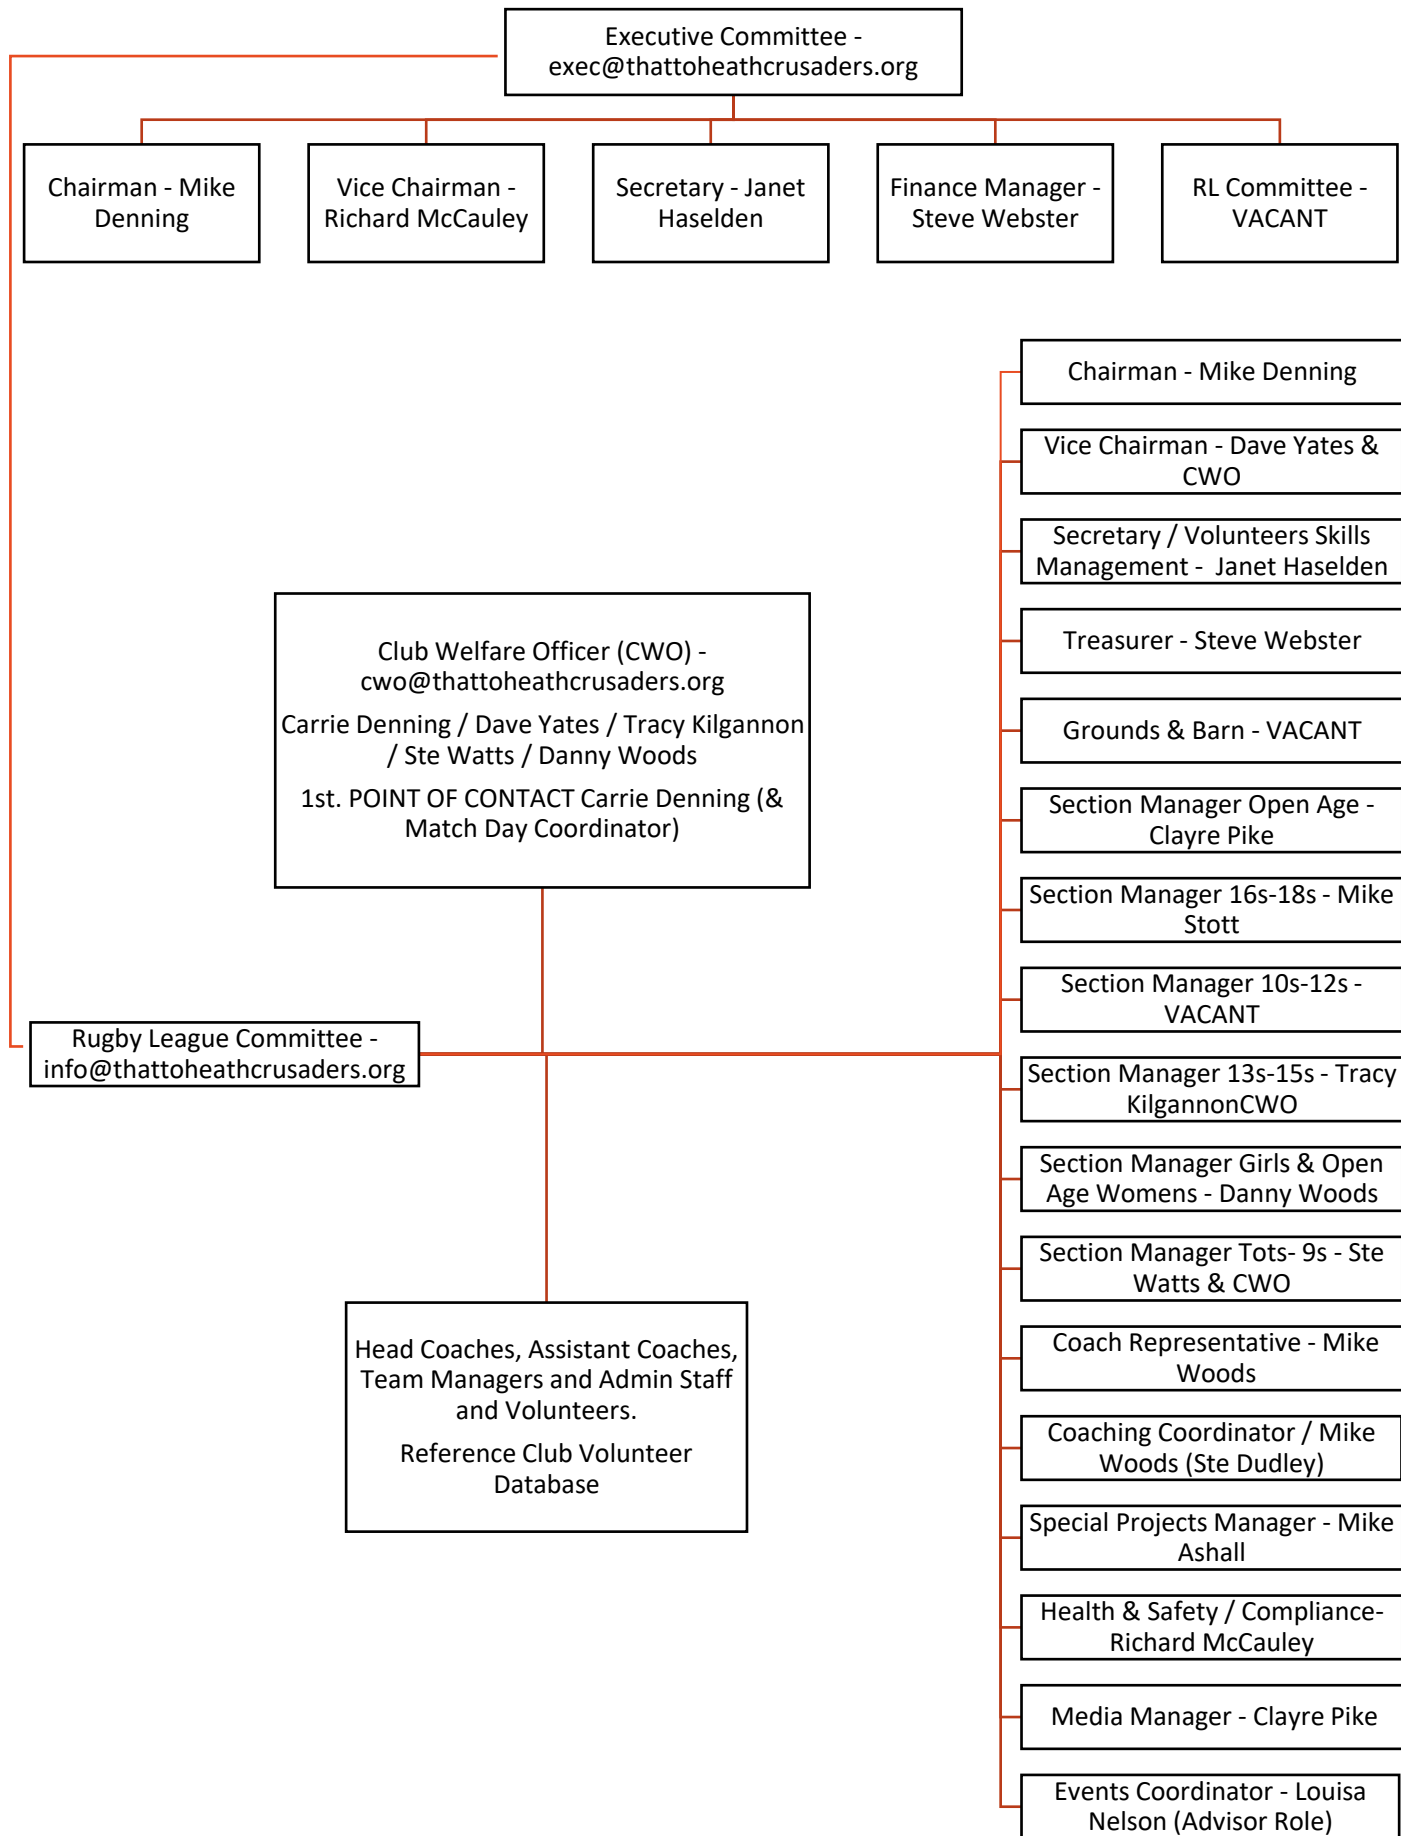 Executive Committee -
exec@thattoheathcrusaders.org
Chairman - Mike
Denning
Vice Chairman -
Richard McCauley
Secretary - Janet
Haselden
Finance Manager -
Steve Webster
RL Committee -
VACANT
Chairman - Mike Denning
Vice Chairman - Dave Yates &
CWO
Secretary / Volunteers Skills
Management -  Janet Haselden
Treasurer - Steve Webster
Grounds & Barn - VACANT
Section Manager Open Age -
Clayre Pike
Section Manager 16s-18s - Mike
Stott
Section Manager 10s-12s -
VACANT
Section Manager 13s-15s - Tracy
KilgannonCWO
Section Manager Girls & Open
Age Womens - Danny Woods
Section Manager Tots- 9s - Ste
Watts & CWO
Coach Representative - Mike
Woods
Coaching Coordinator / Mike
Woods (Ste Dudley)
Special Projects Manager - Mike
Ashall
Health & Safety / Compliance-
Richard McCauley
Media Manager - Clayre Pike
Events Coordinator - Louisa
Nelson (Advisor Role)
Club Welfare Officer (CWO) -
cwo@thattoheathcrusaders.org
Carrie Denning / Dave Yates / Tracy Kilgannon
/ Ste Watts / Danny Woods
1st. POINT OF CONTACT Carrie Denning (&
Match Day Coordinator)
Rugby League Committee -
info@thattoheathcrusaders.org
Head Coaches, Assistant Coaches,
Team Managers and Admin Staff
and Volunteers.
Reference Club Volunteer
Database